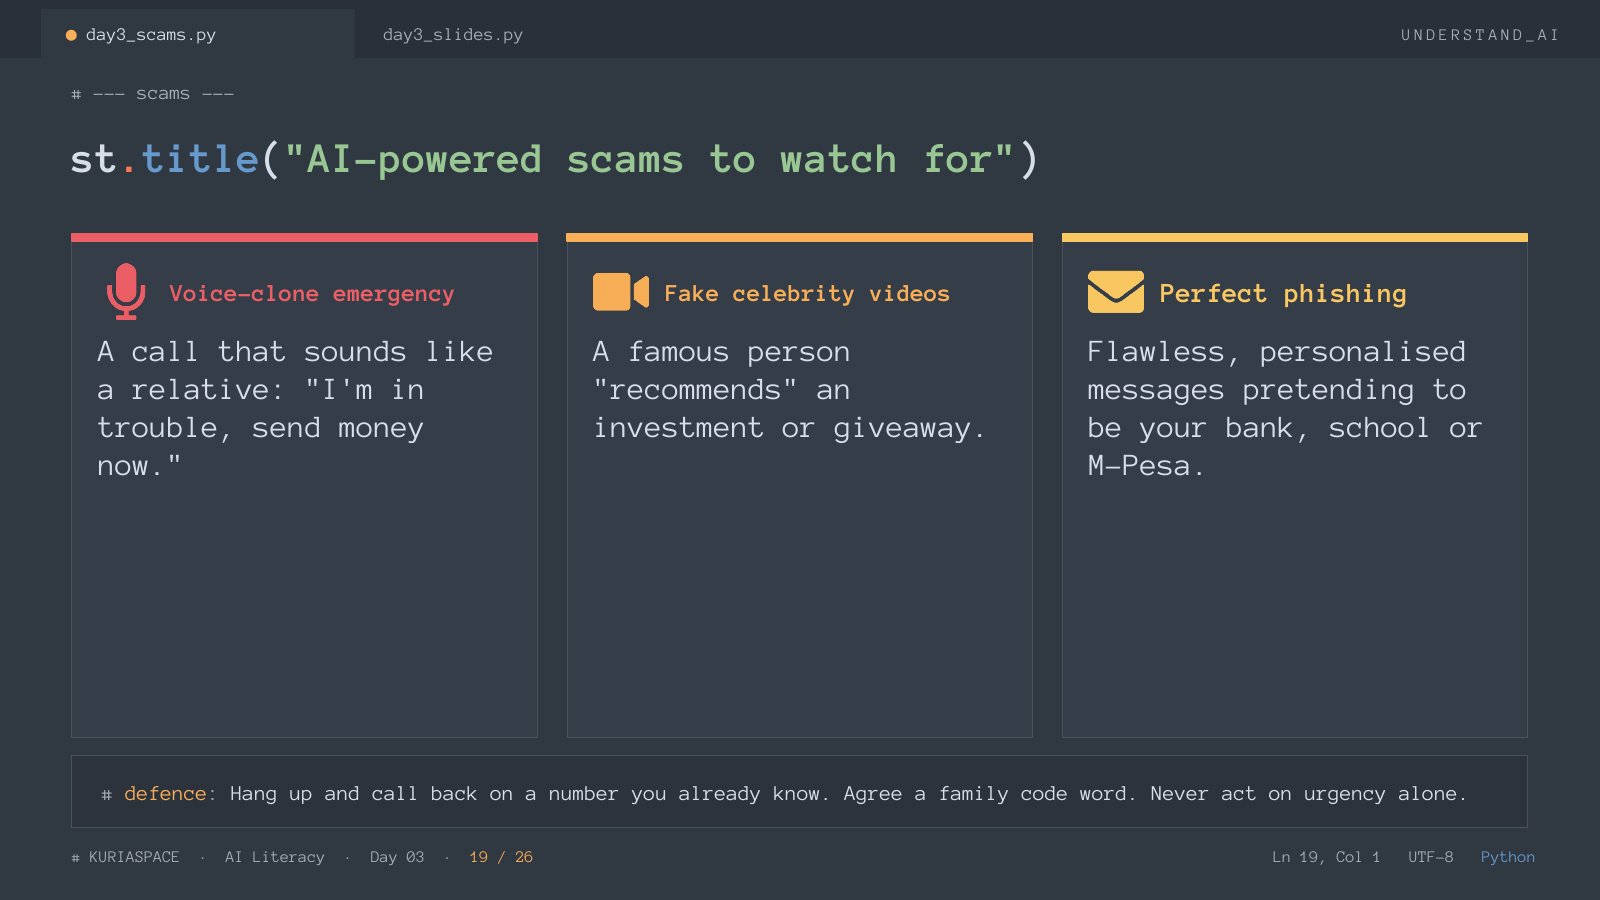 day3_scams.py
day3_slides.py
UNDERSTAND_AI
# --- scams ---
st.title("AI-powered scams to watch for")
Voice-clone emergency
A call that sounds like
a relative: "I'm in
trouble, send money
now."
Fake celebrity videos
A famous person
"recommends" an
investment or giveaway.
Perfect phishing
Flawless, personalised
messages pretending to
be your bank, school or
M-Pesa.
# defence: Hang up and call back on a number you already know. Agree a family code word. Never act on urgency alone.
# KURIASPACE · AI Literacy · Day 03 · 19 / 26
Ln 19, Col 1 UTF-8 Python